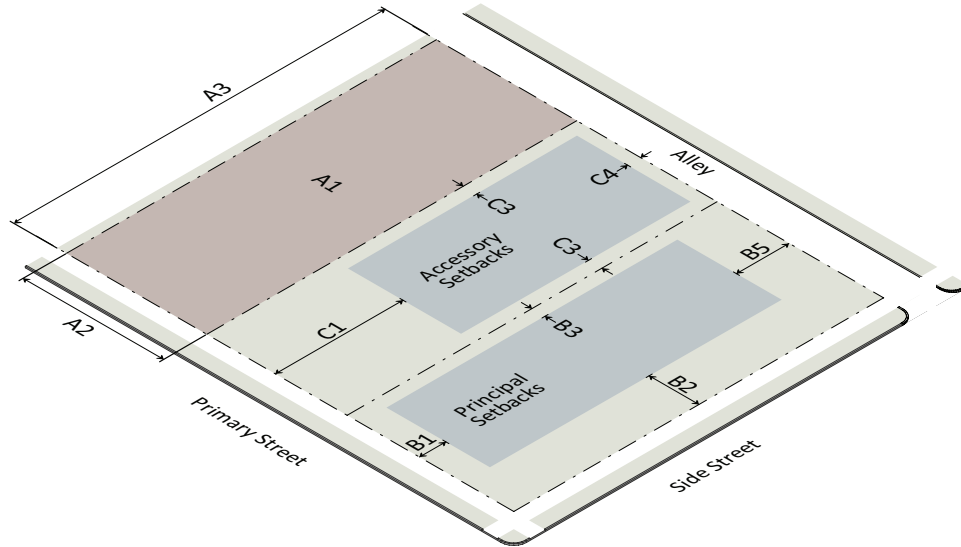 A3
A1
Alley
C4
C3
Accessory
Setbacks
C3
B5
A2
C1
B3
Principal
Setbacks
B2
B1
Primary Street
Side Street